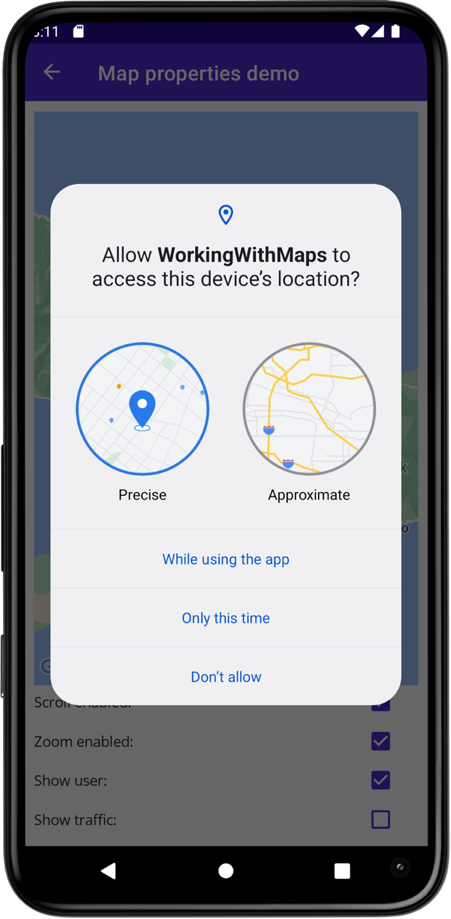 :11
Map properties demo
Allow WorkingWithMaps to
access this device’s location?
Precise
Approximate
While using the app
Only this time
Don’t allow
Scroll enabled:
Zoom enabled:
Show user:
Show traffic: